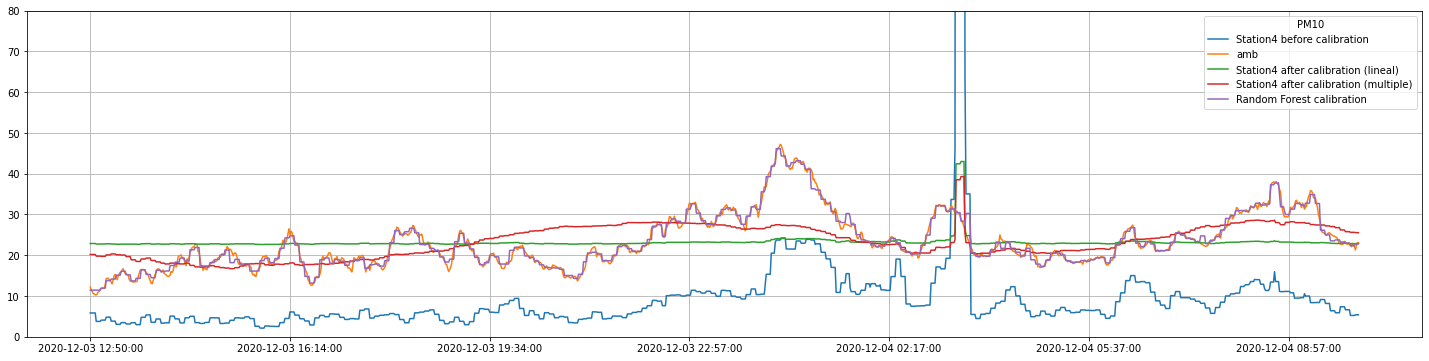 80
70
60
50
40
30
20
10
0
PM10
Station4 before calibration
amb
Station4 after calibration (lineal)
Station4 after calibration (multiple)
Random Forest calibration
2020-12-03 12:50:00
2020-12-03 16:14:00
2020-12-03 19:34:00
2020-12-03 22:57:00
2020-12-04 02:17:00
2020-12-04 05:37:00
2020-12-04 08:57:00